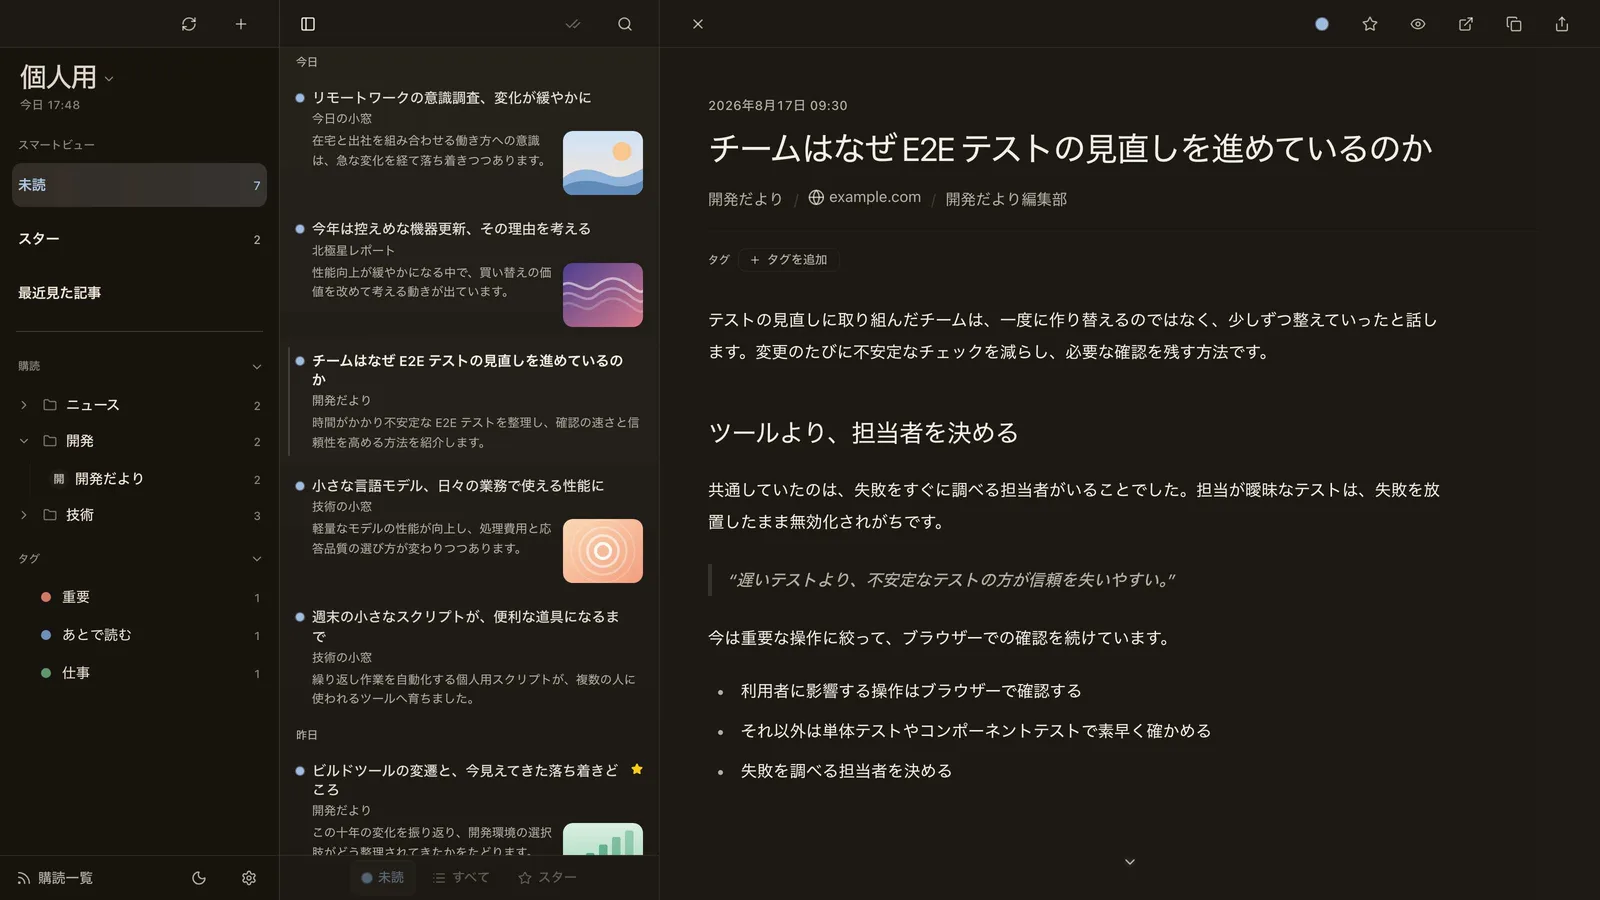 個人用
今日 17:48
スマートビュー
未読 7
スター 2
最近見た記事
購読
ニュース 2
開発 2
開 開発だより 2
技術 3
タグ
重要 1
あとで読む 1
仕事 1
購読一覧
今日
リモートワークの意識調査、変化が緩やかに
今日の小窓
在宅と出社を組み合わせる働き方への意識
は、急な変化を経て落ち着きつつあります。
今年は控えめな機器更新、その理由を考える
北極星レポート
性能向上が緩やかになる中で、買い替えの価
値を改めて考える動きが出ています。
チームはなぜ E2E テストの見直しを進めているの
か
開発だより
時間がかかり不安定な E2E テストを整理し、確認の速さと信
頼性を高める方法を紹介します。
小さな言語モデル、日々の業務で使える性能に
技術の小窓
軽量なモデルの性能が向上し、処理費用と応
答品質の選び方が変わりつつあります。
週末の小さなスクリプトが、便利な道具になるま
で
技術の小窓
繰り返し作業を自動化する個人用スクリプトが、複数の人に
使われるツールへ育ちました。
昨日
ビルドツールの変遷と、今見えてきた落ち着きど
ころ
開発だより
この十年の変化を振り返り、開発環境の選択
肢がどう整理されてきたかをたどります。
未読 すべて スター
2026年8月17日 09:30
チームはなぜ E2E テストの見直しを進めているのか
開発だより / example.com / 開発だより編集部
タグ + タグを追加
テストの見直しに取り組んだチームは、一度に作り替えるのではなく、少しずつ整えていったと話し
ます。変更のたびに不安定なチェックを減らし、必要な確認を残す方法です。
ツールより、担当者を決める
共通していたのは、失敗をすぐに調べる担当者がいることでした。担当が曖昧なテストは、失敗を放
置したまま無効化されがちです。
“遅いテストより、不安定なテストの方が信頼を失いやすい。”
今は重要な操作に絞って、ブラウザーでの確認を続けています。
• 利用者に影響する操作はブラウザーで確認する
• それ以外は単体テストやコンポーネントテストで素早く確かめる
• 失敗を調べる担当者を決める